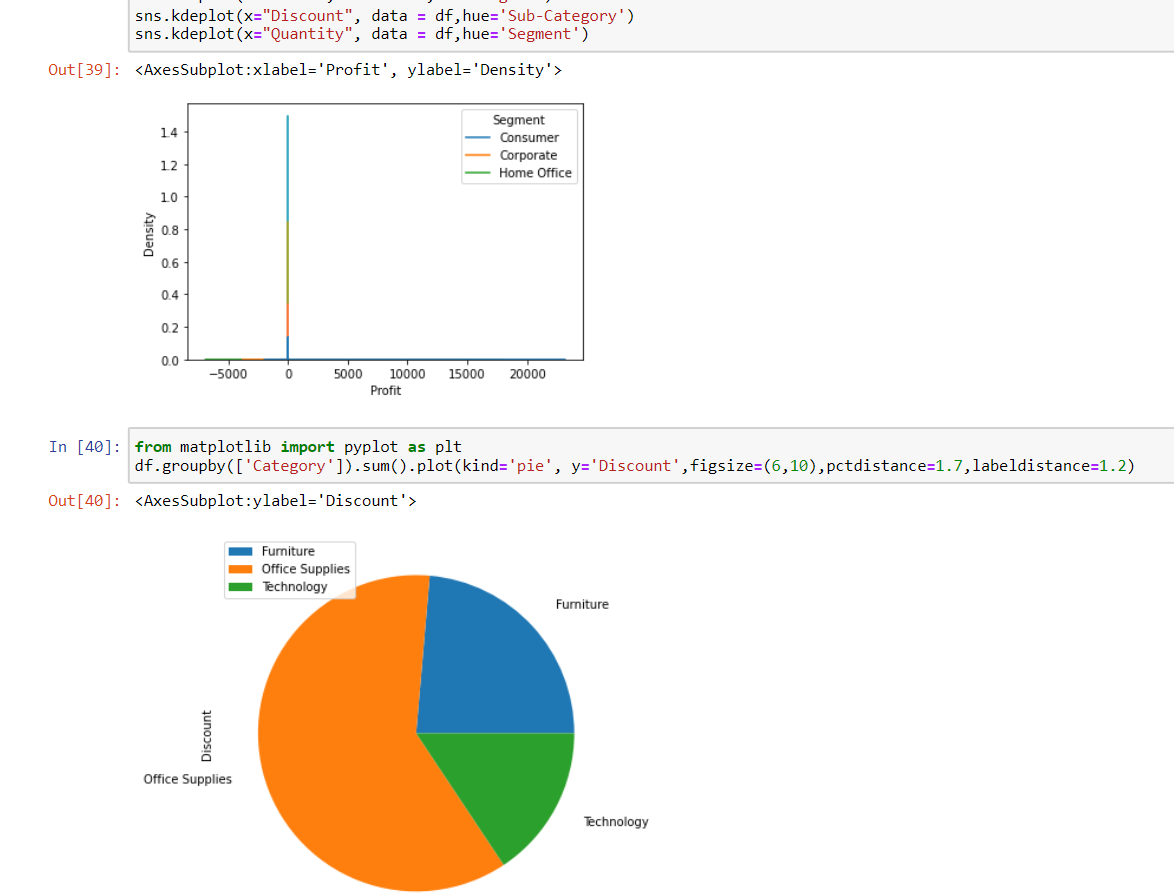 sns.kdeplot(x="Discount", data = df,hue='Sub-Category')
sns.kdeplot(x="Quantity", data = df,hue='Segment')
Out[39]: <AxesSubplot:xlabel='Profit', ylabel='Density'>
Segment
Consumer
Corporate
Home Office
1.4
1.2
1.0
0.8
0.6
0.4
0.2
0.0
Density
−5000 0 5000 10000 15000 20000
Profit
In [40]: from matplotlib import pyplot as plt
df.groupby(['Category']).sum().plot(kind='pie', y='Discount',figsize=(6,10),pctdistance=1.7,labeldistance=1.2)
Out[40]: <AxesSubplot:ylabel='Discount'>
Furniture
Office Supplies
Technology
Furniture
Discount
Office Supplies
Technology